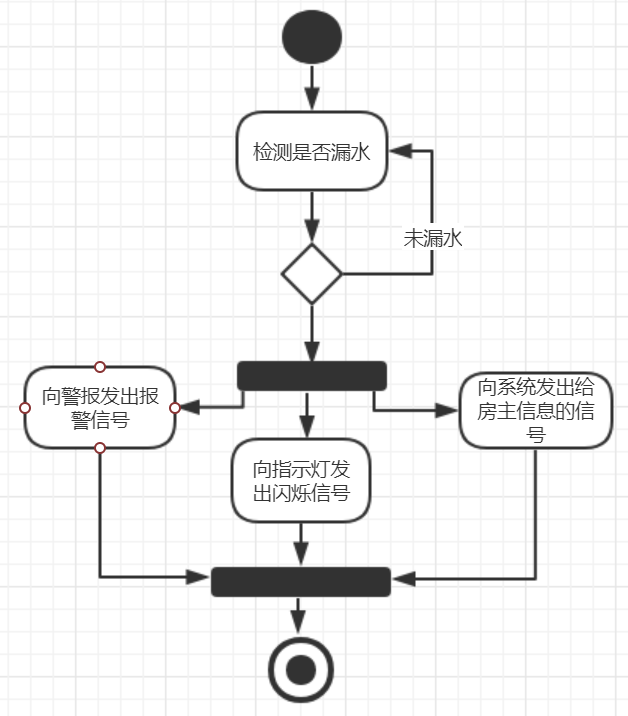 检测是否漏水
未漏水
向警报发出报
警信号
向指示灯发
出闪烁信号
向系统发出给
房主信息的信
号